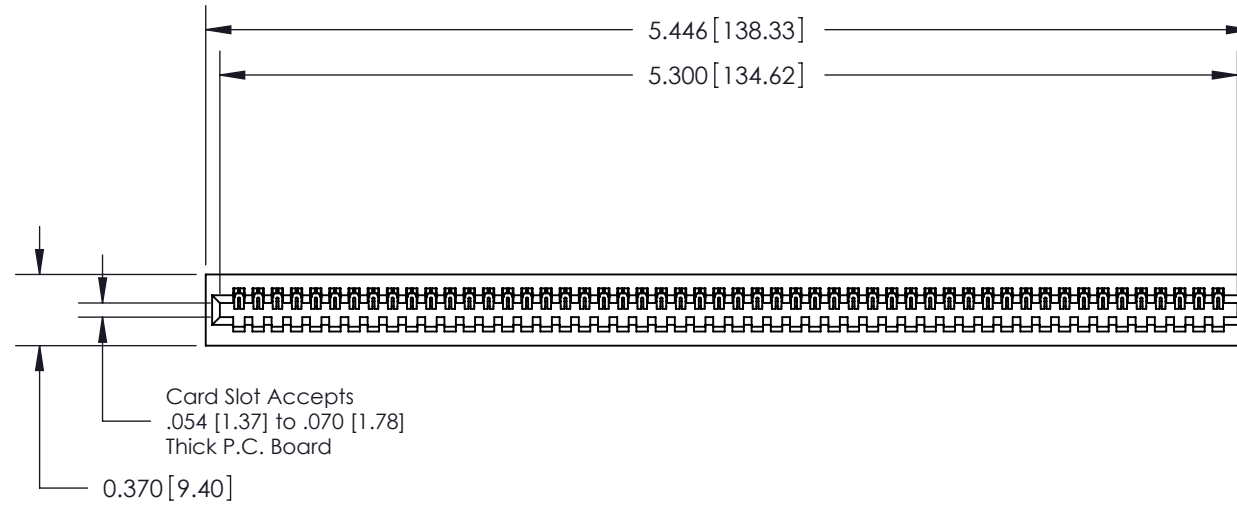 5.446 [138.33]
5.300 [134.62]
Card Slot Accepts
.054 [1.37] to .070 [1.78]
Thick P.C. Board
0.370 [9.40]